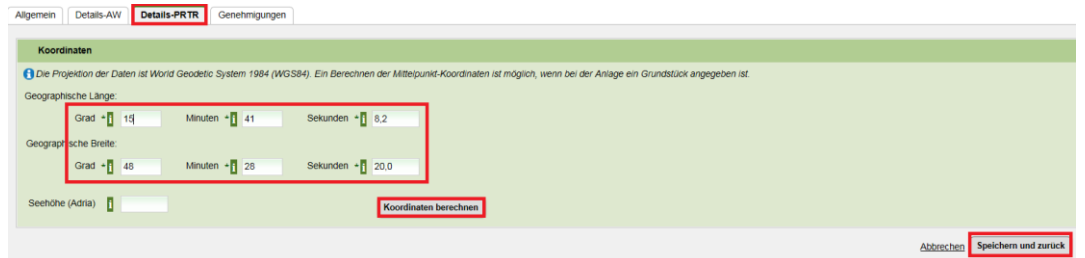 Allgemein Details-AW Details-PRTR Genehmigungen
Koordinaten
Die Projektion der Daten ist World Geodetic System 1984 (WGS84). Ein Berechnen der Mittelpunkt-Koordinaten ist möglich, wenn bei der Anlage ein Grundstück angegeben ist.
Geographische Länge:
Grad * 15 Minuten * 41 Sekunden * 8,2
Geographische Breite:
Grad * 48 Minuten * 28 Sekunden * 20,0
Seehöhe (Adria) Koordinaten berechnen
Abbrechen Speichern und zurück